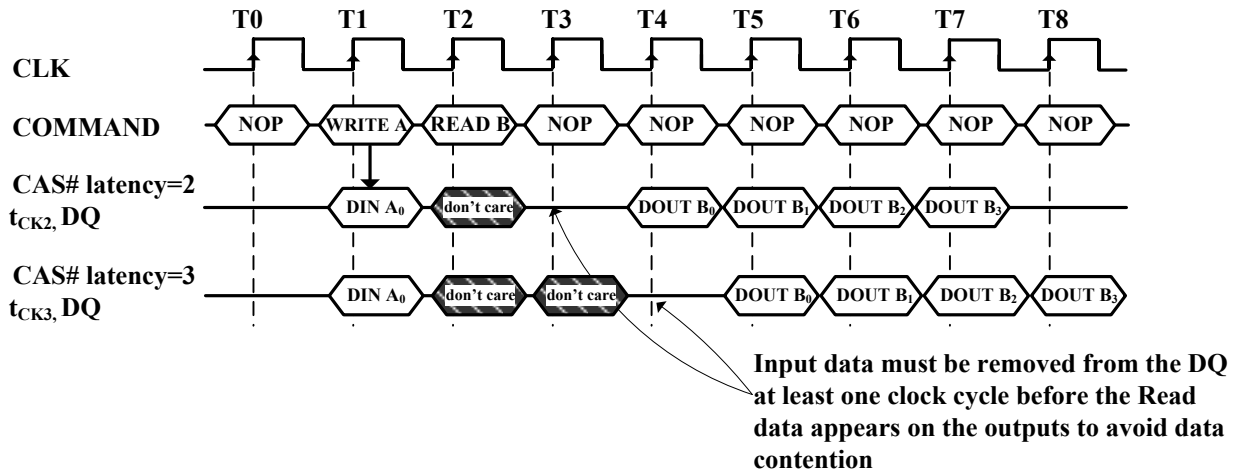 T0 T1 T2 T3 T4 T5 T6 T7 T8
CLK
COMMAND NOP WRITE A READ B NOP NOP NOP NOP NOP NOP
CAS# latency=2
tCK2, DQ DIN A0 don't care DOUT B0 DOUT B1 DOUT B2 DOUT B3
CAS# latency=3
tCK3, DQ DIN A0 don't care don't care DOUT B0 DOUT B1 DOUT B2 DOUT B3
Input data must be removed from the DQ
at least one clock cycle before the Read
data appears on the outputs to avoid data
contention